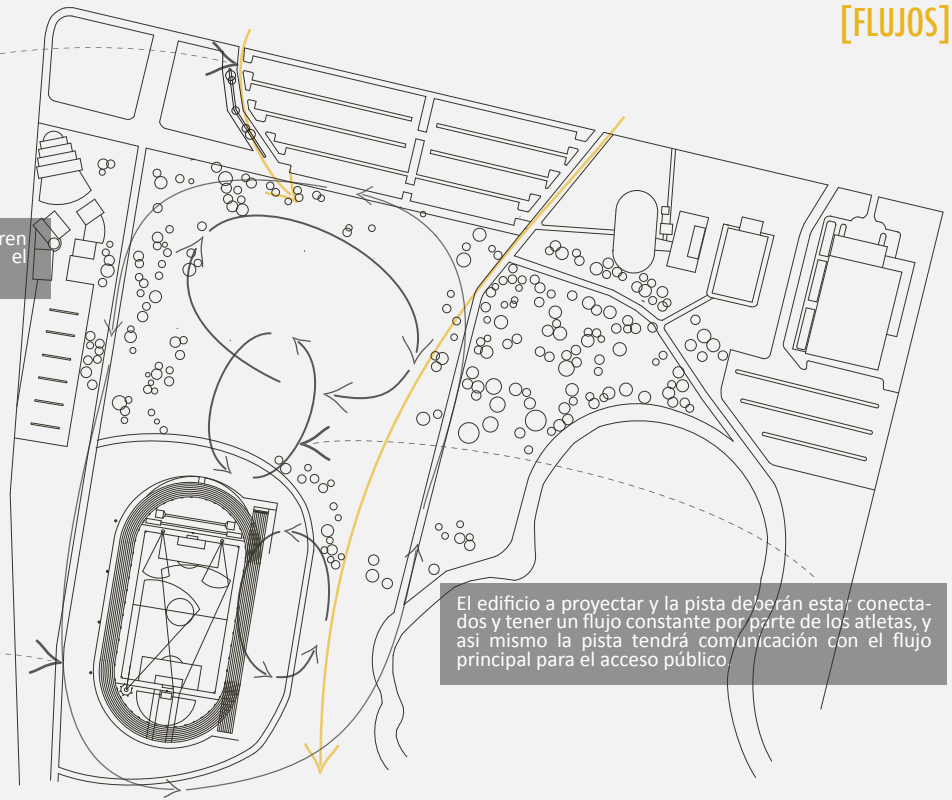 [FLUJOS]
ren
el
El edificio a proyectar y la pista deberán estar conecta-
dos y tener un flujo constante por parte de los atletas, y
asi mismo la pista tendrá comunicación con el flujo
principal para el acceso público.